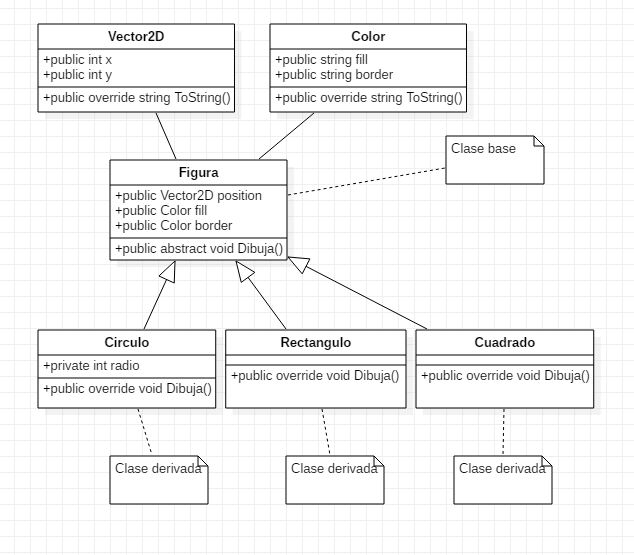 Vector2D
+public int x
+public int y
+public override string ToString()
Color
+public string fill
+public string border
+public override string ToString()
Clase base
Figura
+public Vector2D position
+public Color fill
+public Color border
+public abstract void Dibuja()
Circulo
+private int radio
+public override void Dibuja()
Rectangulo
+public override void Dibuja()
Cuadrado
+public override void Dibuja()
Clase derivada
Clase derivada
Clase derivada